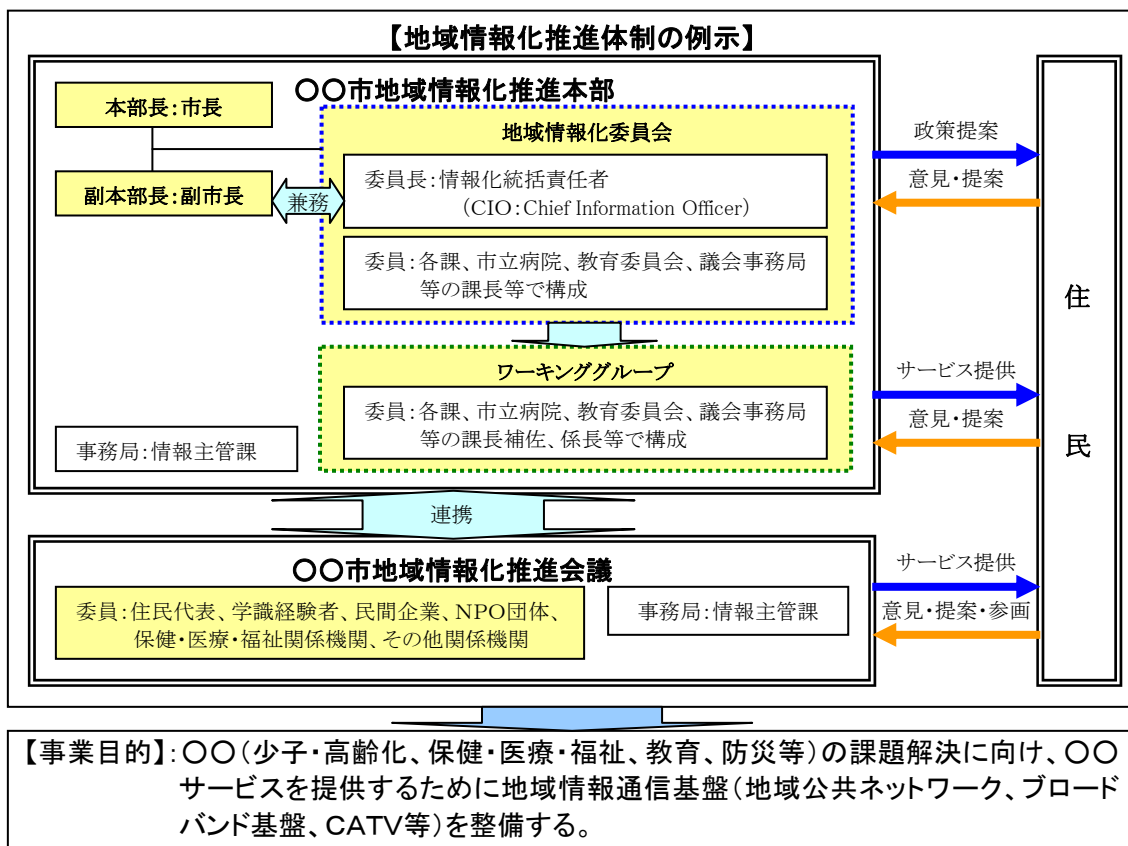 【地域情報化推進体制の例示】
〇〇市地域情報化推進本部
本部長：市長
副本部長：副市長
兼務
地域情報化委員会
委員長：情報化統括責任者
（CIO：Chief Information Officer）
委員：各課、市立病院、教育委員会、議会事務局
等の課長等で構成
ワーキンググループ
委員：各課、市立病院、教育委員会、議会事務局
等の課長補佐、係長等で構成
事務局：情報主管課
政策提案
意見・提案
サービス提供
意見・提案
住
民
連携
〇〇市地域情報化推進会議
委員：住民代表、学識経験者、民間企業、NPO団体、
保健・医療・福祉関係機関、その他関係機関
事務局：情報主管課
サービス提供
意見・提案・参画
【事業目的】：〇〇（少子・高齢化、保健・医療・福祉、教育、防災等）の課題解決に向け、〇〇
サービスを提供するために地域情報通信基盤（地域公共ネットワーク、ブロード
バンド基盤、CATV等）を整備する。